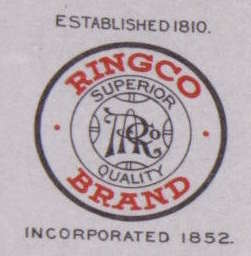 ESTABLISHED 1810.
RINGCO
SUPERIOR
QUALITY
BRAND
INCORPORATED 1852.